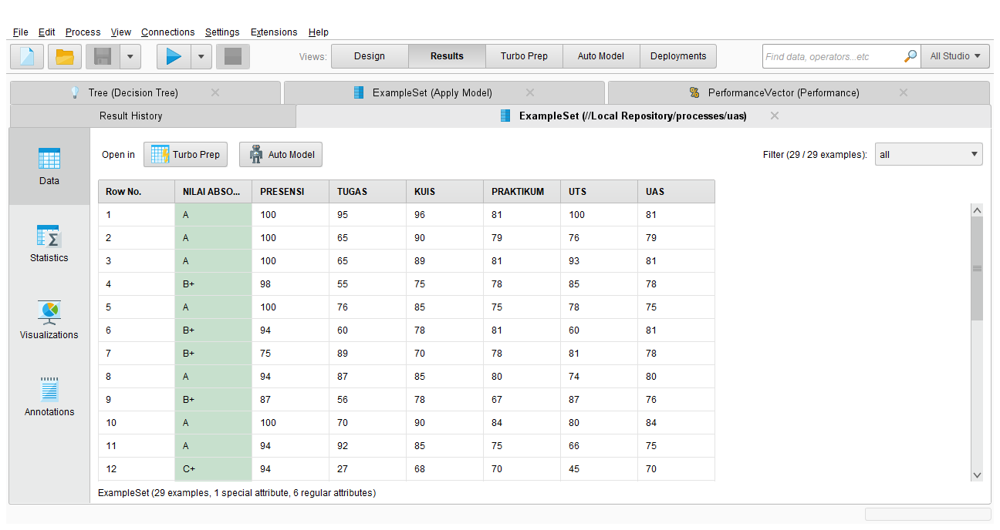 File Edit Process View Connections Settings Extensions Help
Views: Design Results Turbo Prep Auto Model Deployments Find data, operators...etc All Studio
Tree (Decision Tree) ExampleSet (Apply Model) PerformanceVector (Performance)
Result History ExampleSet (//Local Repository/processes/uas)
Data
Statistics
Visualizations
Annotations
Open in Turbo Prep Auto Model Filter (29 / 29 examples): all
Row No. NILAI ABSO... PRESENSI TUGAS KUIS PRAKTIKUM UTS UAS
1 A 100 95 96 81 100 81
2 A 100 65 90 79 76 79
3 A 100 65 89 81 93 81
4 B+ 98 55 75 78 85 78
5 A 100 76 85 75 78 75
6 B+ 94 60 78 81 60 81
7 B+ 75 89 70 78 81 78
8 A 94 87 85 80 74 80
9 B+ 87 56 78 67 87 76
10 A 100 70 90 84 80 84
11 A 94 92 85 75 66 75
12 C+ 94 27 68 70 45 70
ExampleSet (29 examples, 1 special attribute, 6 regular attributes)